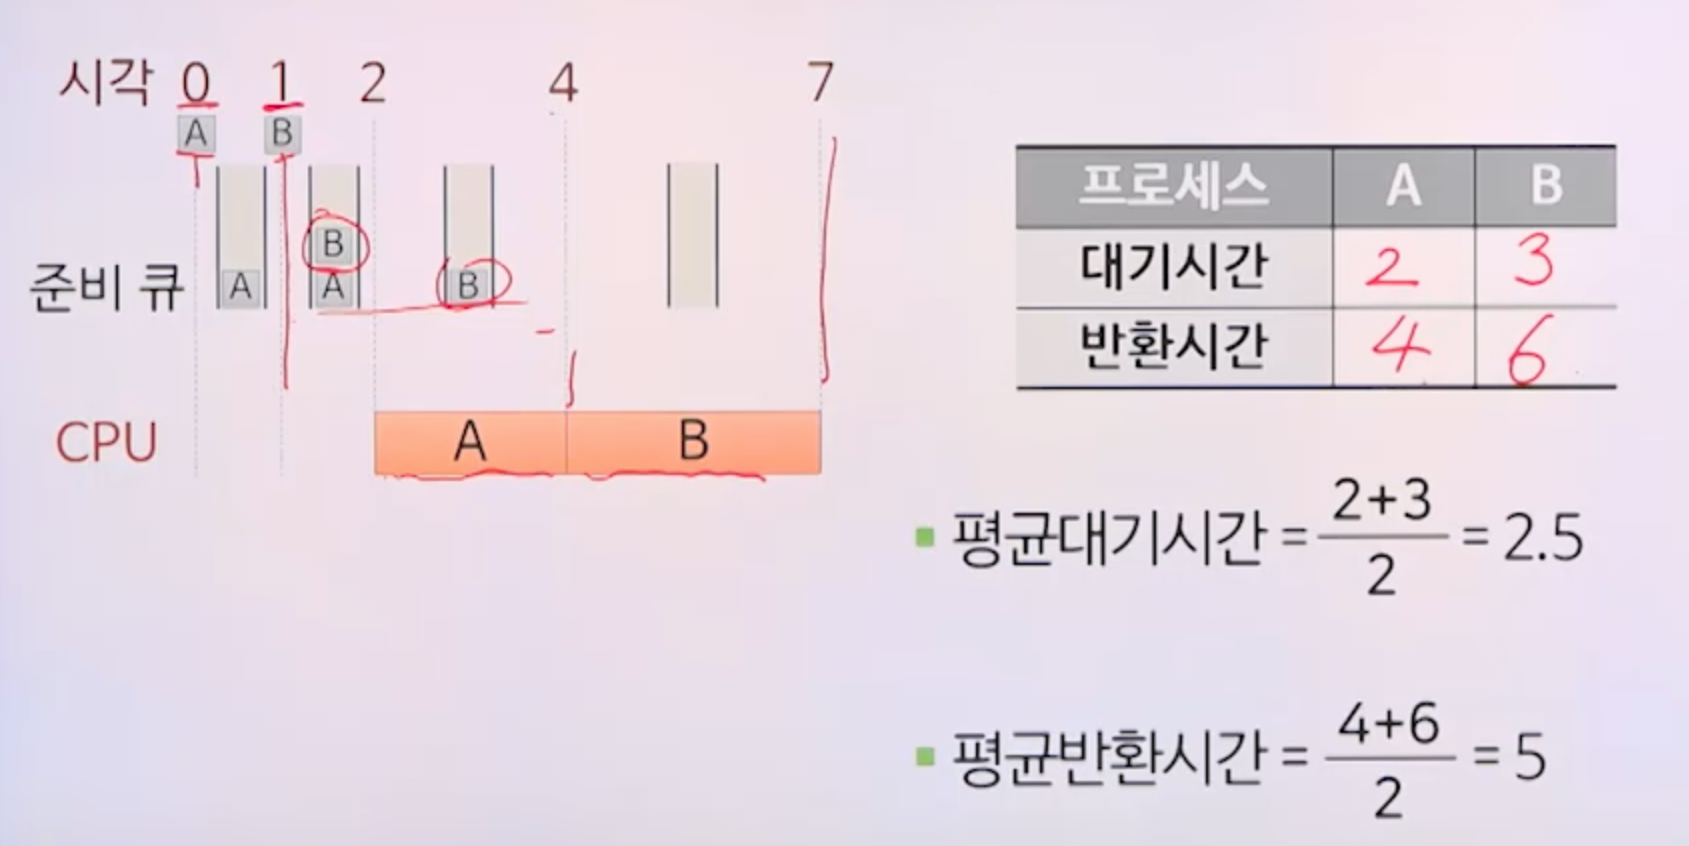 시각 0 1 2 4 7
A B
B
준비 큐 A A B
CPU A B
프로세스 A B
대기시간 2 3
반환시간 4 6
평균대기시간 = 2+3 / 2 = 2.5
평균반환시간 = 4+6 / 2 = 5